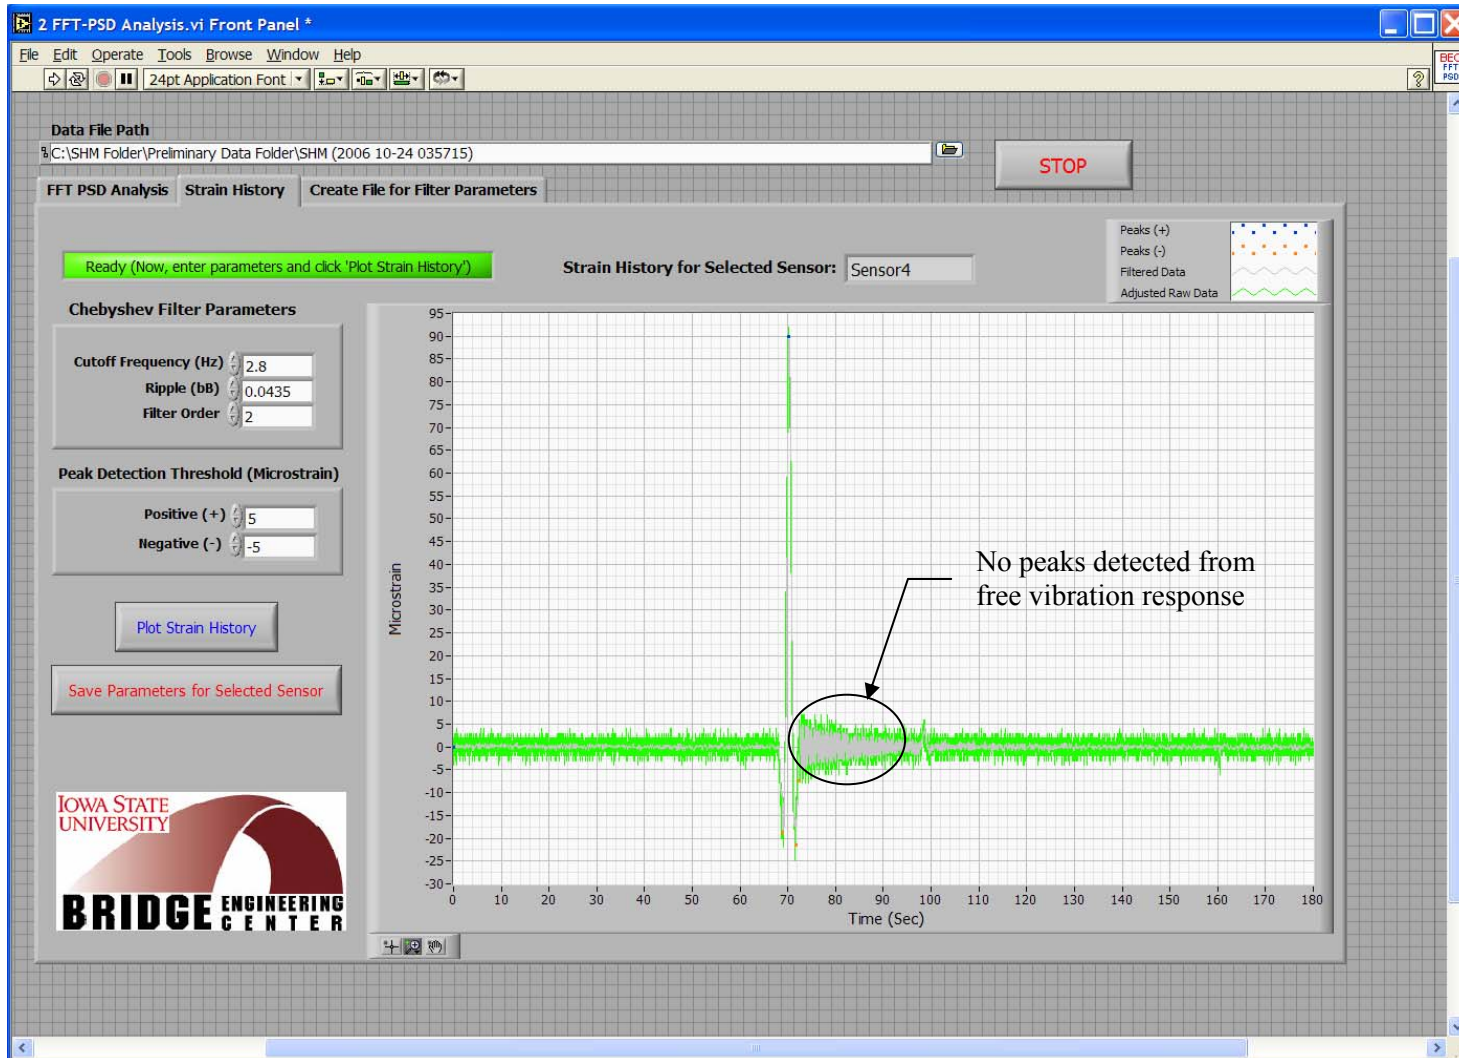 2 FFT-PSD Analysis.vi Front Panel *
File Edit Operate Tools Browse Window Help
24pt Application Font
?
BEC
FFT
PSD
Data File Path
C:\SHM Folder\Preliminary Data Folder\SHM (2006 10-24 035715)
STOP
FFT PSD Analysis Strain History Create File for Filter Parameters
Ready (Now, enter parameters and click 'Plot Strain History')
Strain History for Selected Sensor: Sensor4
Peaks (+)
Peaks (-)
Filtered Data
Adjusted Raw Data
Chebyshev Filter Parameters
Cutoff Frequency (Hz) 2.8
Ripple (bB) 0.0435
Filter Order 2
Peak Detection Threshold (Microstrain)
Positive (+) 5
Negative (-) -5
Plot Strain History
Save Parameters for Selected Sensor
IOWA STATE
UNIVERSITY
BRIDGE ENGINEERING
CENTER
Microstrain
95
90
85
80
75
70
65
60
55
50
45
40
35
30
25
20
15
10
5
0
-5
-10
-15
-20
-25
-30
No peaks detected from
free vibration response
0 10 20 30 40 50 60 70 80 90 100 110 120 130 140 150 160 170 180
Time (Sec)